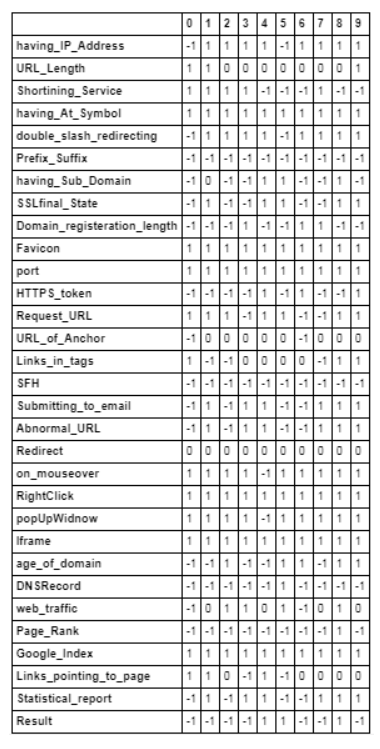 0 1 2 3 4 5 6 7 8 9
having_IP_Address -1 1 1 1 1 -1 1 1 1 1
URL_Length 1 1 0 0 0 0 0 0 0 1
Shortining_Service 1 1 1 1 -1 -1 -1 1 -1 -1
having_At_Symbol 1 1 1 1 1 1 1 1 1 1
double_slash_redirecting -1 1 1 1 1 -1 1 1 1 1
Prefix_Suffix -1 -1 -1 -1 -1 -1 -1 -1 -1 -1
having_Sub_Domain -1 0 -1 -1 1 1 -1 -1 1 -1
SSLfinal_State -1 1 -1 -1 1 1 -1 -1 1 1
Domain_registeration_length -1 -1 -1 1 -1 -1 1 1 -1 -1
Favicon 1 1 1 1 1 1 1 1 1 1
port 1 1 1 1 1 1 1 1 1 1
HTTPS_token -1 -1 -1 -1 1 -1 1 -1 -1 1
Request_URL 1 1 1 -1 1 1 -1 -1 1 1
URL_of_Anchor -1 0 0 0 0 0 -1 0 0 0
Links_in_tags 1 -1 -1 0 0 0 0 -1 1 1
SFH -1 -1 -1 -1 -1 -1 -1 -1 -1 -1
Submitting_to_email -1 1 -1 1 1 -1 -1 1 1 1
Abnormal_URL -1 1 -1 1 1 -1 -1 1 1 1
Redirect 0 0 0 0 0 0 0 0 0 0
on_mouseover 1 1 1 1 -1 1 1 1 1 1
RightClick 1 1 1 1 1 1 1 1 1 1
popUpWidnow 1 1 1 1 -1 1 1 1 1 1
Iframe 1 1 1 1 1 1 1 1 1 1
age_of_domain -1 -1 1 -1 -1 1 1 -1 1 1
DNSRecord -1 -1 -1 -1 -1 1 -1 -1 -1 -1
web_traffic -1 0 1 1 0 1 -1 0 1 0
Page_Rank -1 -1 -1 -1 -1 -1 -1 -1 1 -1
Google_Index 1 1 1 1 1 1 1 1 1 1
Links_pointing_to_page 1 1 0 -1 1 -1 0 0 0 0
Statistical_report -1 1 -1 1 1 -1 -1 1 1 1
Result -1 -1 -1 -1 1 1 -1 -1 1 -1